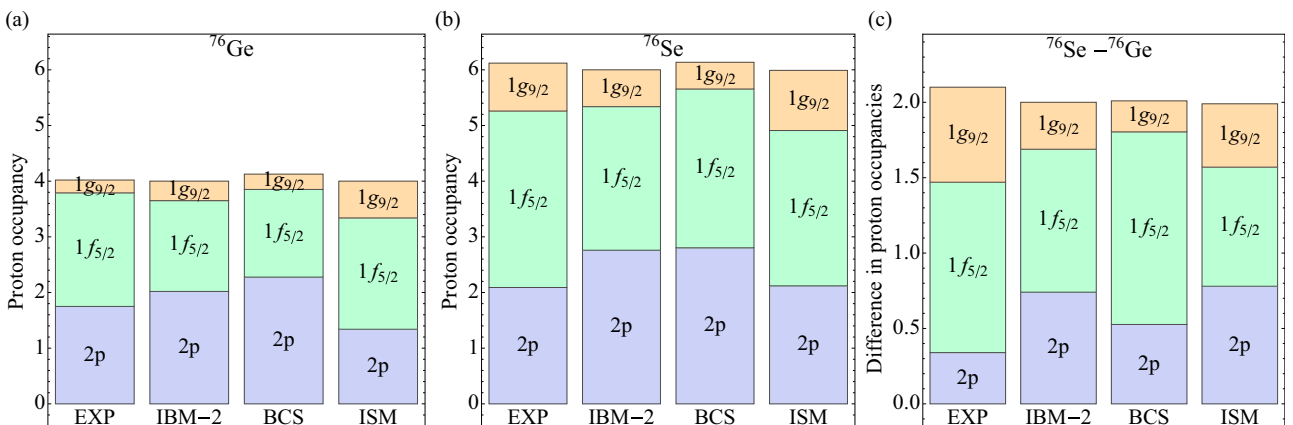 (a)
⁷⁶Ge
Proton occupancy
6
5
4
3
2
1
0
1g₉/₂
1f₅/₂
2p
1g₉/₂
1f₅/₂
2p
1g₉/₂
1f₅/₂
2p
1g₉/₂
1f₅/₂
2p
EXP IBM−2 BCS ISM
(b)
⁷⁶Se
Proton occupancy
6
5
4
3
2
1
0
1g₉/₂
1f₅/₂
2p
1g₉/₂
1f₅/₂
2p
1g₉/₂
1f₅/₂
2p
1g₉/₂
1f₅/₂
2p
EXP IBM−2 BCS ISM
(c)
⁷⁶Se −⁷⁶Ge
Difference in proton occupancies
2.0
1.5
1.0
0.5
0.0
1g₉/₂
1f₅/₂
2p
1g₉/₂
1f₅/₂
2p
1g₉/₂
1f₅/₂
2p
1g₉/₂
1f₅/₂
2p
EXP IBM−2 BCS ISM